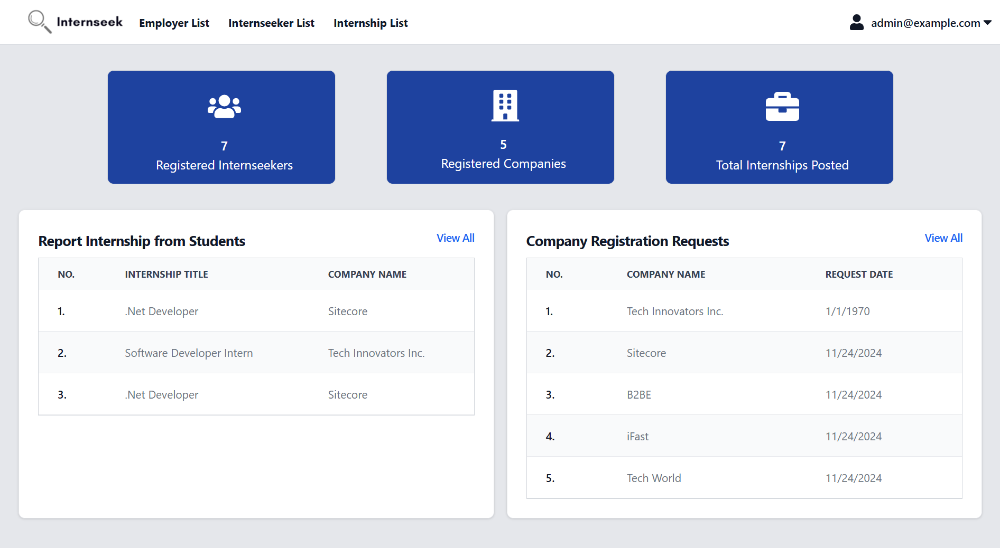 Internseek Employer List Internseeker List Internship List admin@example.com
7
Registered Internseekers
5
Registered Companies
7
Total Internships Posted
Report Internship from Students View All
NO. INTERNSHIP TITLE COMPANY NAME
1. .Net Developer Sitecore
2. Software Developer Intern Tech Innovators Inc.
3. .Net Developer Sitecore
Company Registration Requests View All
NO. COMPANY NAME REQUEST DATE
1. Tech Innovators Inc. 1/1/1970
2. Sitecore 11/24/2024
3. B2BE 11/24/2024
4. iFast 11/24/2024
5. Tech World 11/24/2024